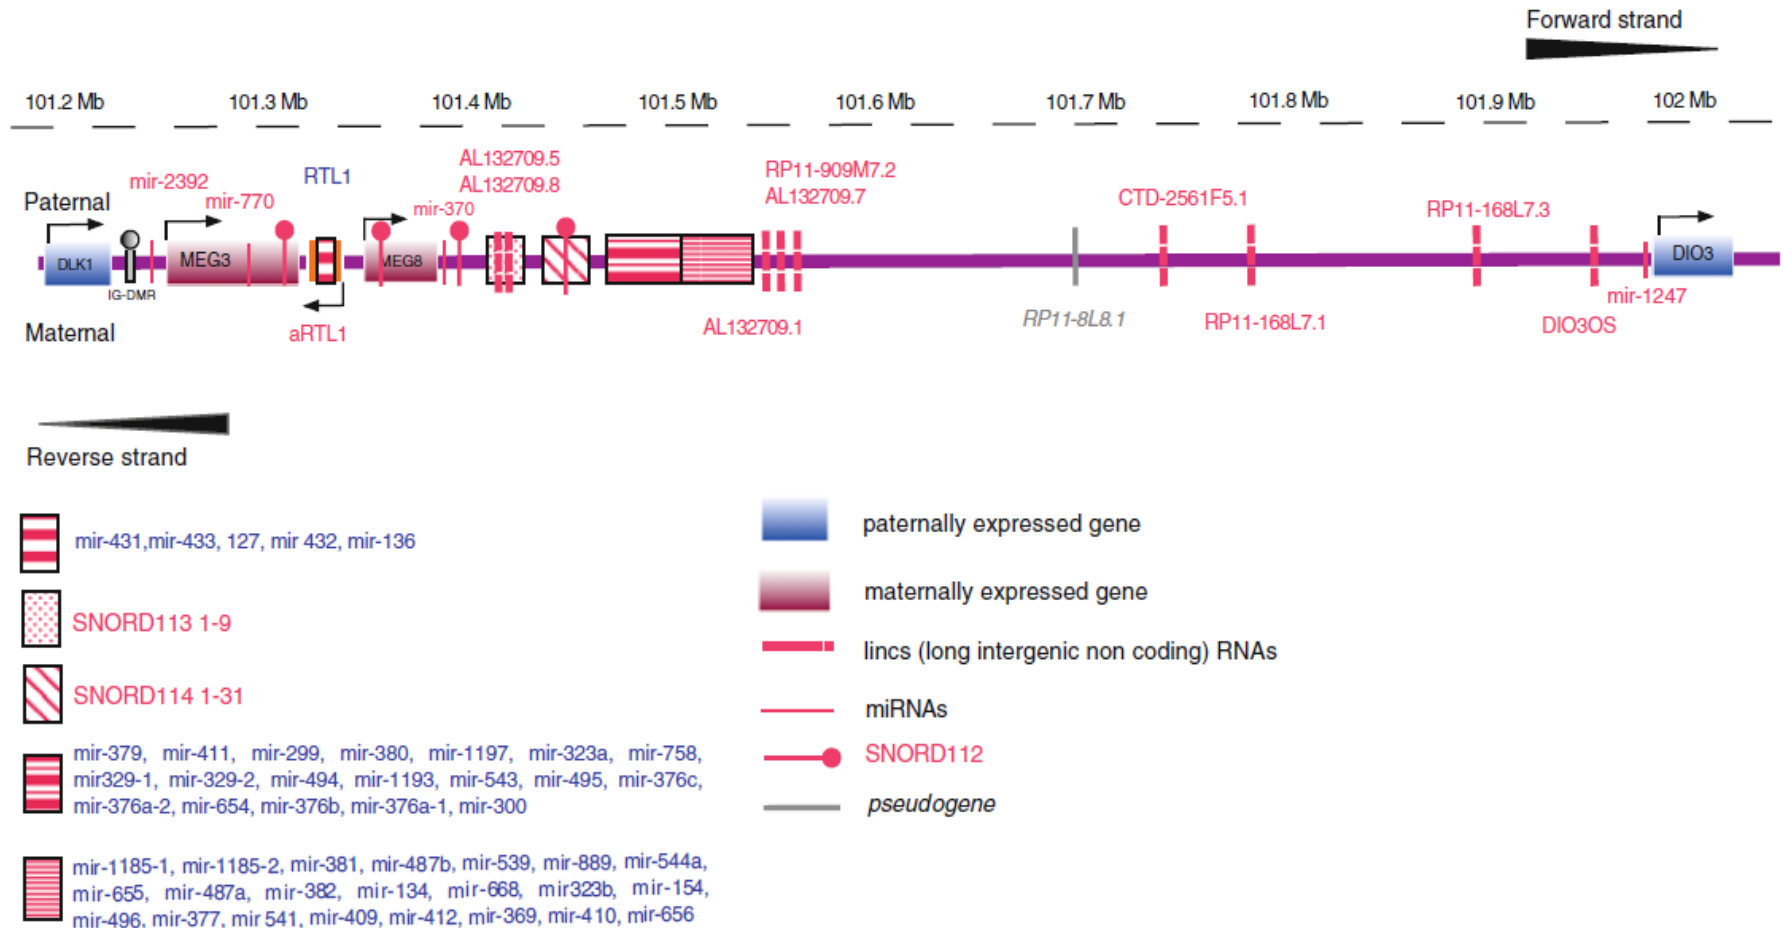 Forward strand
101.2 Mb 101.3 Mb 101.4 Mb 101.5 Mb 101.6 Mb 101.7 Mb 101.8 Mb 101.9 Mb 102 Mb
AL132709.5
AL132709.8
RP11-909M7.2
AL132709.7
mir-2392
RTL1
mir-770
mir-370
CTD-2561F5.1
RP11-168L7.3
Paternal
DLK1
MEG3
MEG8
DIO3
IG-DMR
mir-1247
Maternal
aRTL1
AL132709.1
RP11-8L8.1
RP11-168L7.1
DIO3OS
Reverse strand
mir-431,mir-433, 127, mir 432, mir-136
SNORD113 1-9
SNORD114 1-31
mir-379, mir-411, mir-299, mir-380, mir-1197, mir-323a, mir-758,
mir329-1, mir-329-2, mir-494, mir-1193, mir-543, mir-495, mir-376c,
mir-376a-2, mir-654, mir-376b, mir-376a-1, mir-300
mir-1185-1, mir-1185-2, mir-381, mir-487b, mir-539, mir-889, mir-544a,
mir-655, mir-487a, mir-382, mir-134, mir-668, mir323b, mir-154,
mir-496, mir-377, mir 541, mir-409, mir-412, mir-369, mir-410, mir-656
paternally expressed gene
maternally expressed gene
lincs (long intergenic non coding) RNAs
miRNAs
SNORD112
pseudogene